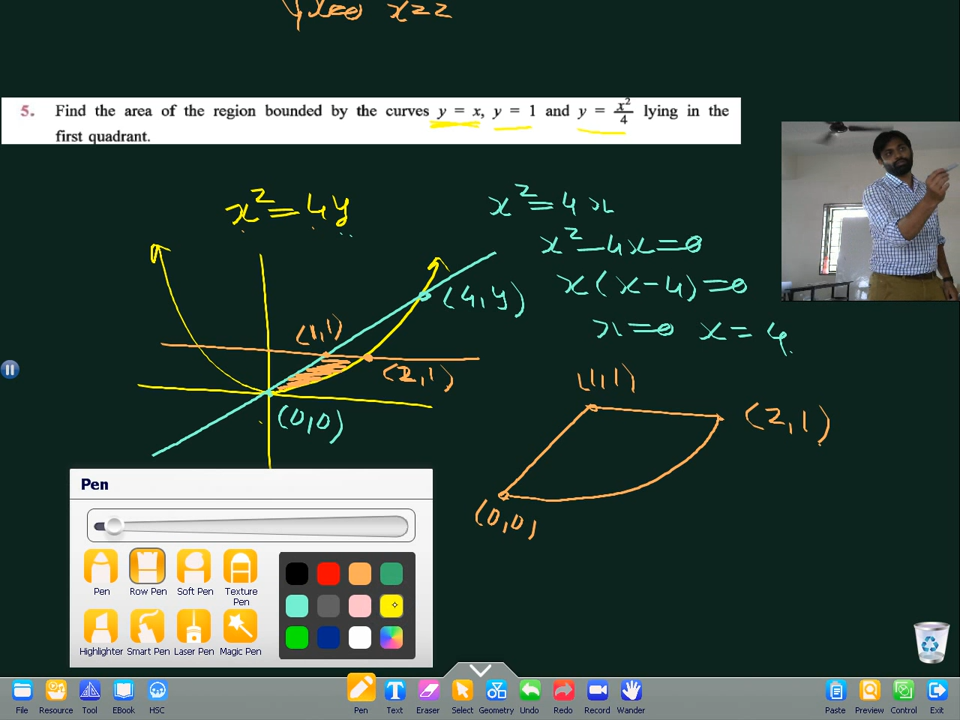 x=0 x=2
5. Find the area of the region bounded by the curves y = x, y = 1 and y = x²/4 lying in the
first quadrant.
x² = 4y
x² = 4x
x² - 4x = 0
x(x-4) = 0
x=0 x=4
(4,y)
(1,1)
(2,1)
(0,0)
(1,1)
(2,1)
(0,0)
Pen
Pen Row Pen Soft Pen Texture Pen
Highlighter Smart Pen Laser Pen Magic Pen
File Resource Tool EBook HSC Pen Text Eraser Select Geometry Undo Redo Record Wander Paste Preview Control Exit